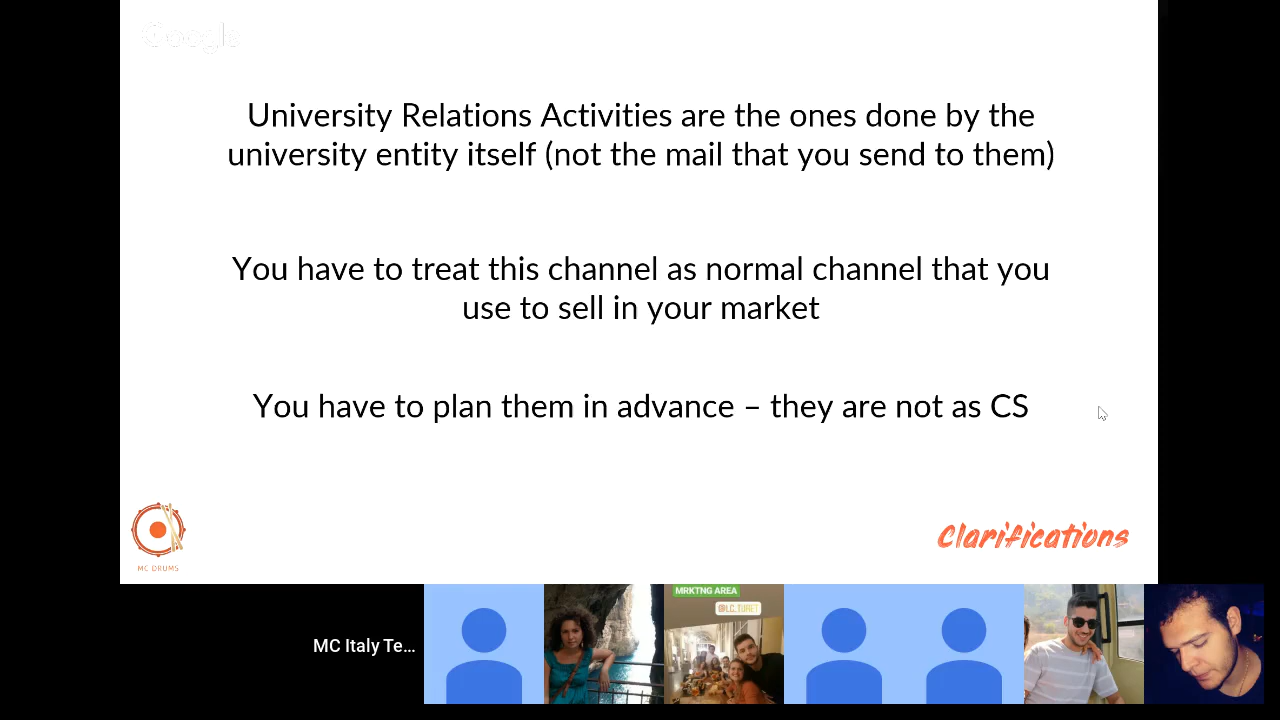 Google
University Relations Activities are the ones done by the
university entity itself (not the mail that you send to them)
You have to treat this channel as normal channel that you
use to sell in your market
You have to plan them in advance – they are not as CS
MC DRUMS
Clarifications
MC Italy Te...
MRKTNG AREA
@LC.TURET